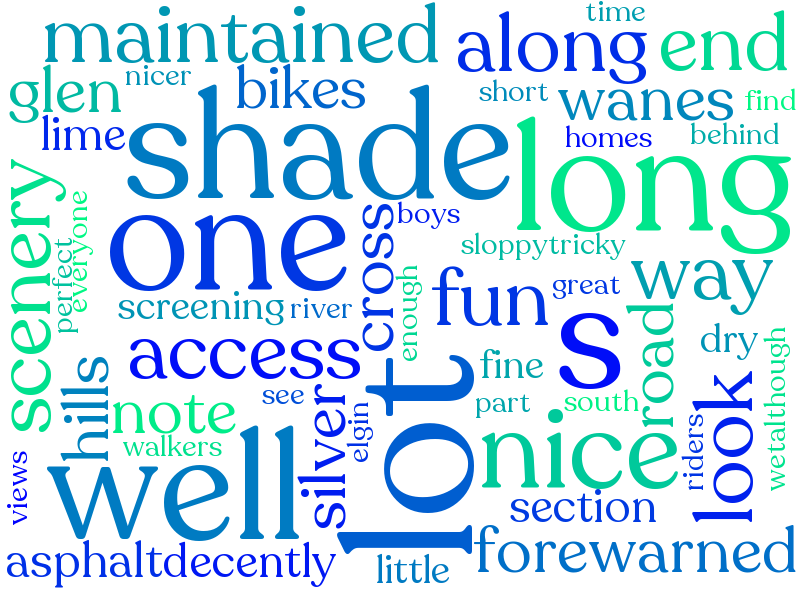 time
maintained
along
end
nicer
glen
bikes
short
wanes
find
lime
shade
homes
behind
long
scenery
everyone
perfect
one
cross
boys
sloppytricky
way
screening
river
enough
fun
great
s
road
access
dry
hills
see
lot
fine
part
south
wetalthough
note
walkers
silver
elgin
nice
riders
look
views
well
section
asphaltdecently
little
forewarned